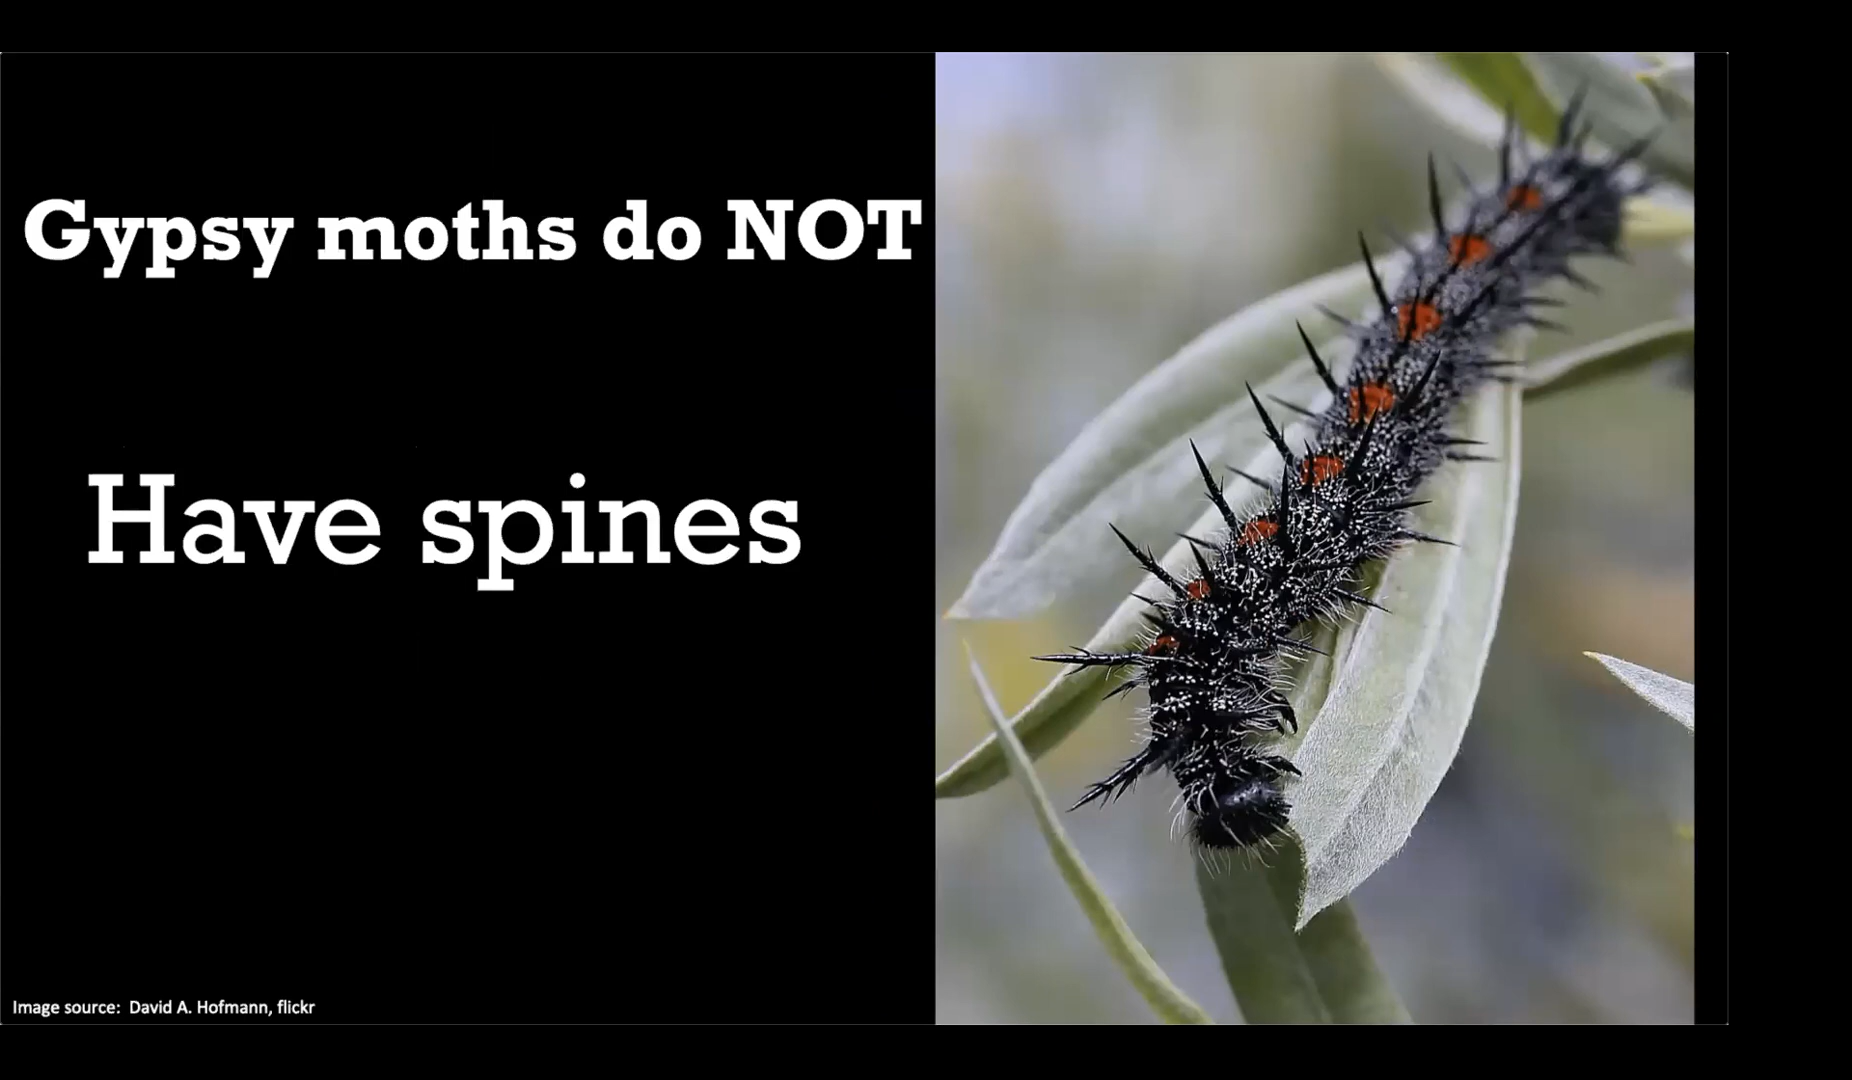 Gypsy moths do NOT
Have spines
Image source: David A. Hofmann, flickr